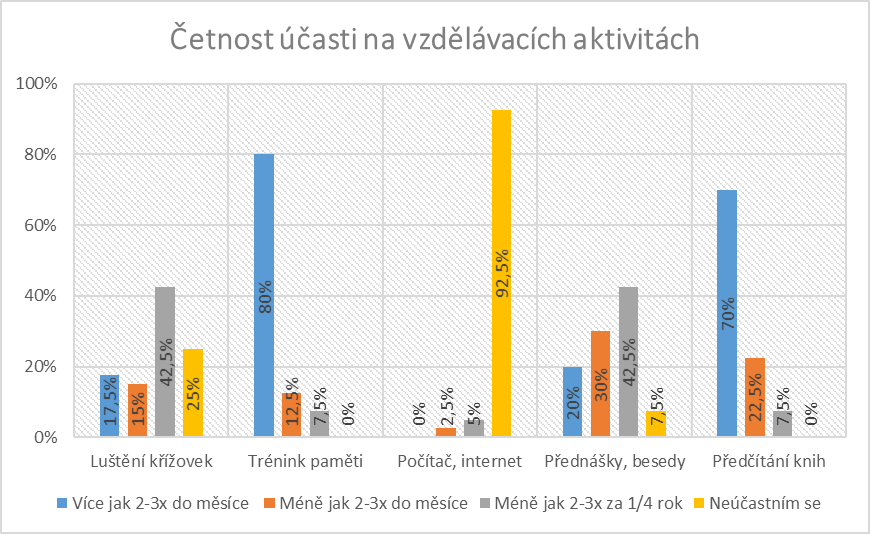 Četnost účasti na vzdělávacích aktivitách
100%
80%
60%
40%
20%
0%
17,5%
15%
42,5%
25%
80%
12,5%
7,5%
0%
0%
2,5%
5%
92,5%
20%
30%
42,5%
7,5%
70%
22,5%
7,5%
0%
Luštění křížovek
Trénink paměti
Počítač, internet
Přednášky, besedy
Předčítání knih
Více jak 2-3x do měsíce
Méně jak 2-3x do měsíce
Méně jak 2-3x za 1/4 rok
Neúčastním se